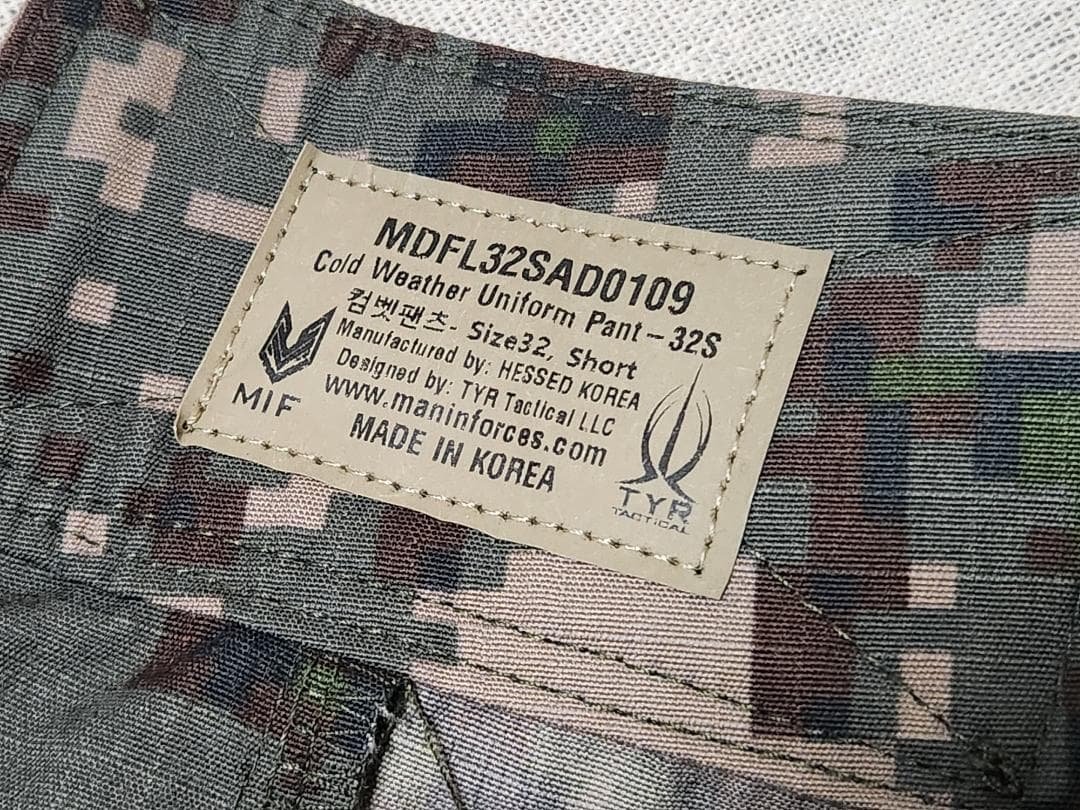 MDFL32SAD0109
Cold Weather Uniform Pant-32S
컴벳팬츠- Size32, Short
Manufactured by: HESSED KOREA
Designed by: TYR Tactical LLC
www.maninforces.com
MADE IN KOREA
MIF
TYR
TACTICAL